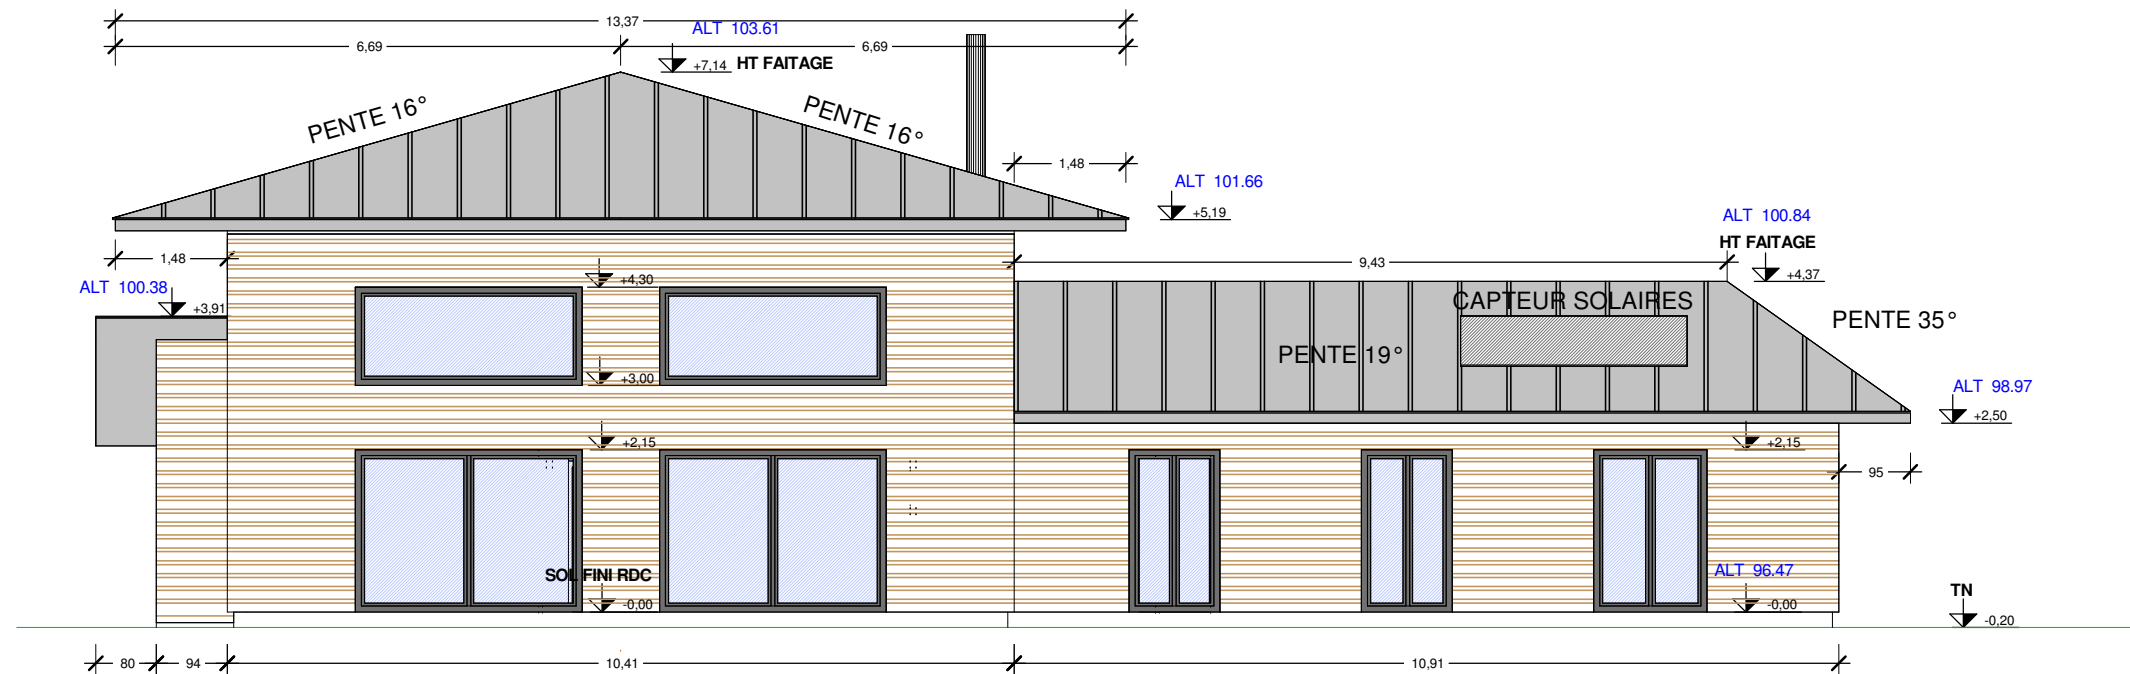 13,37
ALT 103.61
6,69
6,69
+7,14 HT FAITAGE
PENTE 16°
PENTE 16°
1,48
ALT 101.66
+5,19
ALT 100.84
HT FAITAGE
1,48
9,43
+4,37
ALT 100.38
+4,30
+3,91
CAPTEUR SOLAIRES
PENTE 35°
PENTE 19°
+3,00
ALT 98.97
+2,50
+2,15
+2,15
95
SOL FINI RDC
ALT 96.47
-0,00
-0,00
TN
-0,20
80
94
10,41
10,91